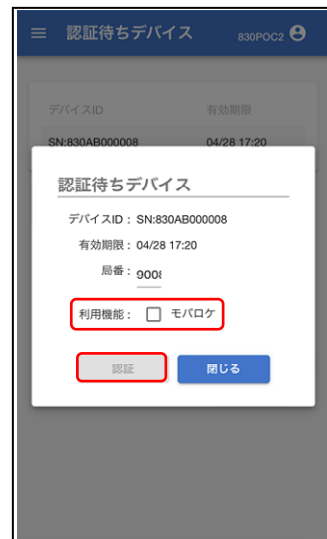 認証待ちデバイス 830POC2
デバイスID 有効期限
SN:830AB000008 04/28 17:20
認証待ちデバイス
デバイスID： SN:830AB000008
有効期限： 04/28 17:20
局番： 9008
利用機能： モバロケ
認証 閉じる